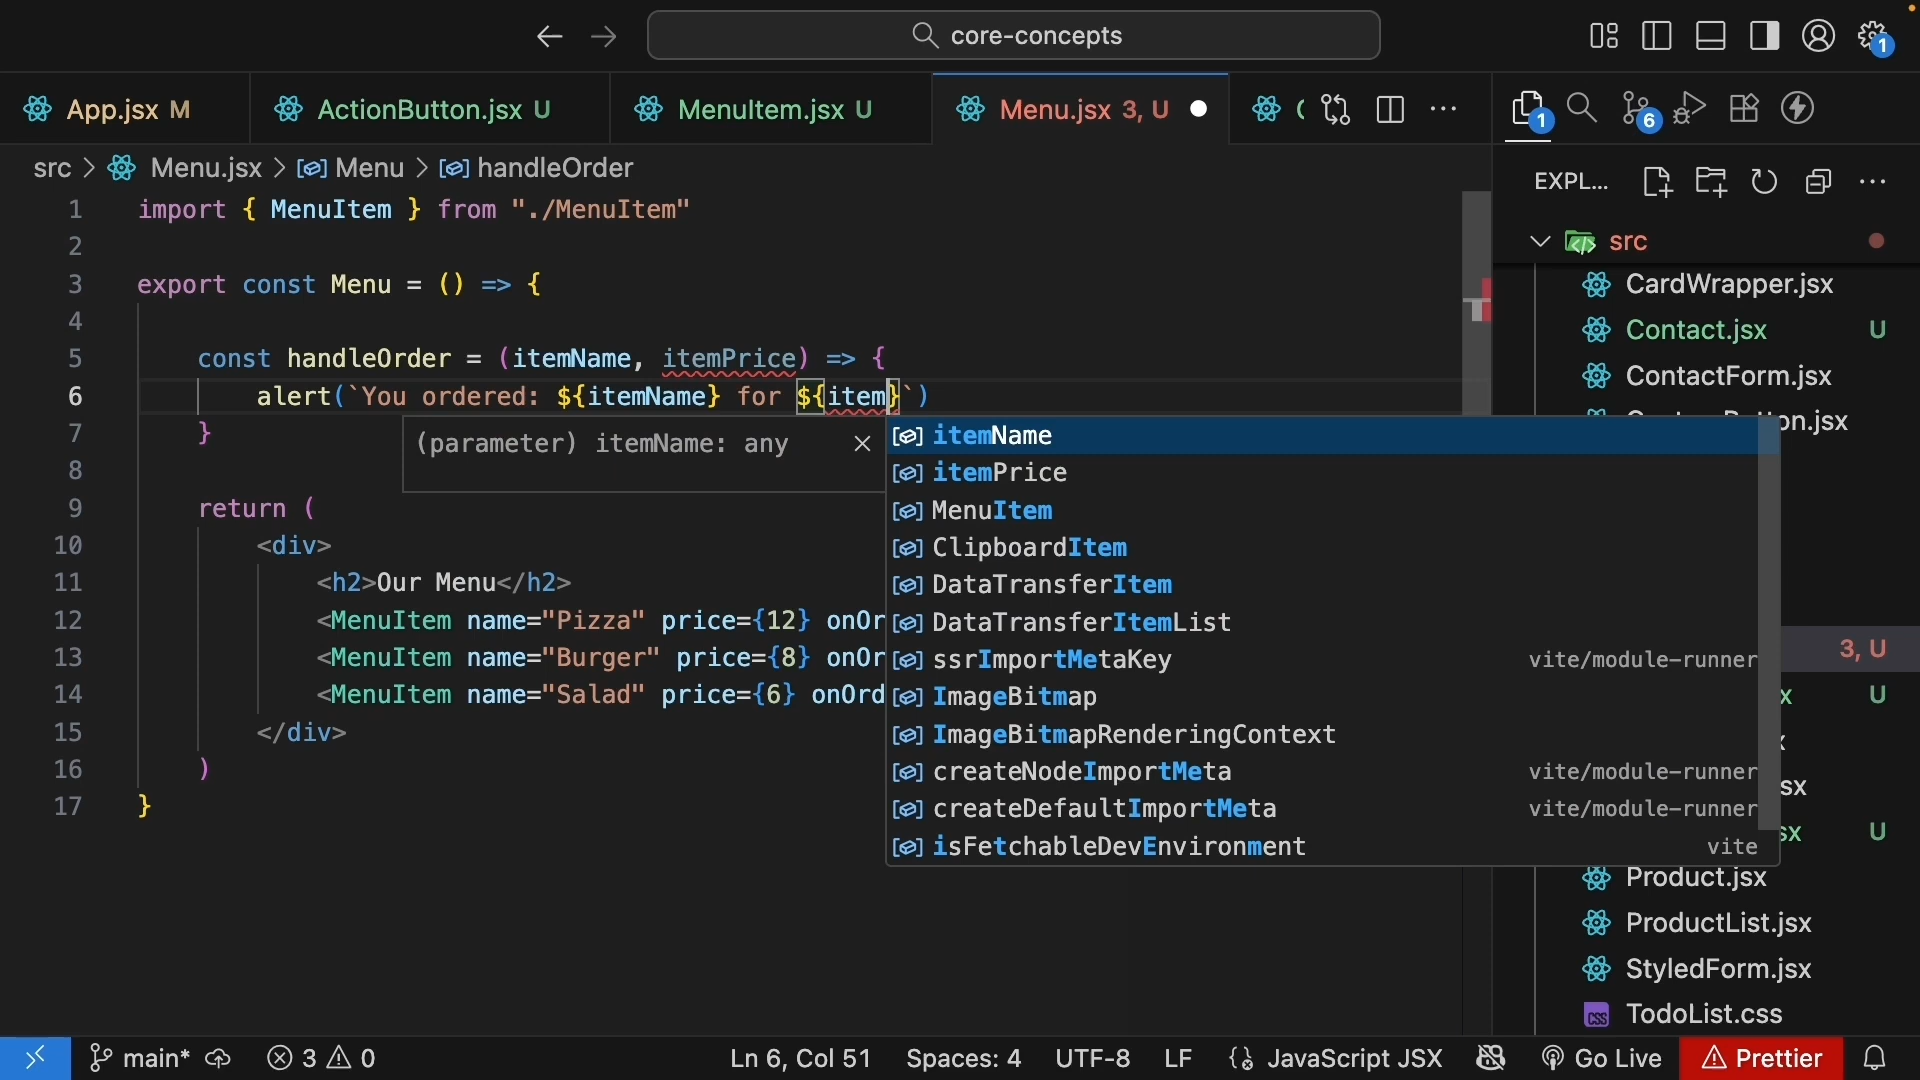 core-concepts
1
App.jsx M
ActionButton.jsx U
MenuItem.jsx U
Menu.jsx 3, U
1
6
src > Menu.jsx > Menu > handleOrder
EXPL...
1 import { MenuItem } from "./MenuItem"
2
3 export const Menu = () => {
4
5 const handleOrder = (itemName, itemPrice) => {
6 alert(`You ordered: ${itemName} for ${item}`)
7 }
8
9 return (
10 <div>
11 <h2>Our Menu</h2>
12 <MenuItem name="Pizza" price={12} onOr
13 <MenuItem name="Burger" price={8} onOr
14 <MenuItem name="Salad" price={6} onOrd
15 </div>
16 )
17 }
(parameter) itemName: any
itemName
itemPrice
MenuItem
ClipboardItem
DataTransferItem
DataTransferItemList
ssrImportMetaKey vite/module-runner
ImageBitmap
ImageBitmapRenderingContext
createNodeImportMeta vite/module-runner
createDefaultImportMeta vite/module-runner
isFetchableDevEnvironment vite
src
CardWrapper.jsx
Contact.jsx U
ContactForm.jsx
on.jsx
3, U
x U
x
sx
sx U
Product.jsx
ProductList.jsx
StyledForm.jsx
TodoList.css
main* 3 0 Ln 6, Col 51 Spaces: 4 UTF-8 LF JavaScript JSX Go Live Prettier